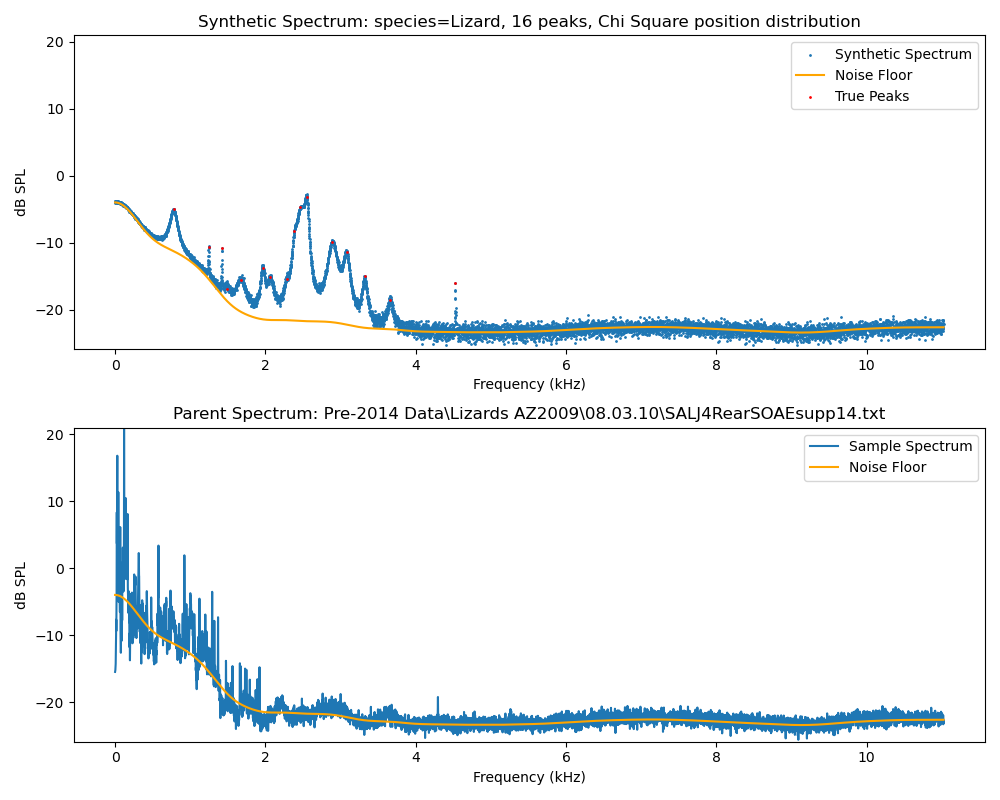 Synthetic Spectrum: species=Lizard, 16 peaks, Chi Square position distribution
20
10
0
−10
−20
dB SPL
Synthetic Spectrum
Noise Floor
True Peaks
0 2 4 6 8 10
Frequency (kHz)
Parent Spectrum: Pre-2014 Data\Lizards AZ2009\08.03.10\SALJ4RearSOAEsupp14.txt
20
10
0
−10
−20
dB SPL
Sample Spectrum
Noise Floor
0 2 4 6 8 10
Frequency (kHz)